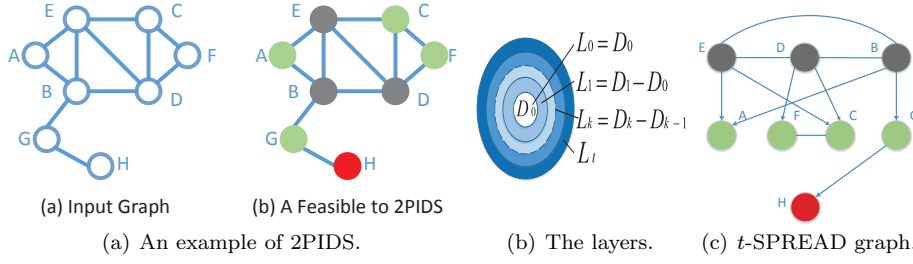 E
C
A
F
B
D
G
H
(a) Input Graph
E
C
A
F
B
D
G
H
(b) A Feasible to 2PIDS
(a) An example of 2PIDS.
D₀
L₀=D₀
L₁=D₁−D₀
Lₖ=Dₖ−Dₖ₋₁
Lₜ
(b) The layers.
E
D
B
A
F
C
G
H
(c) t-SPREAD graph.